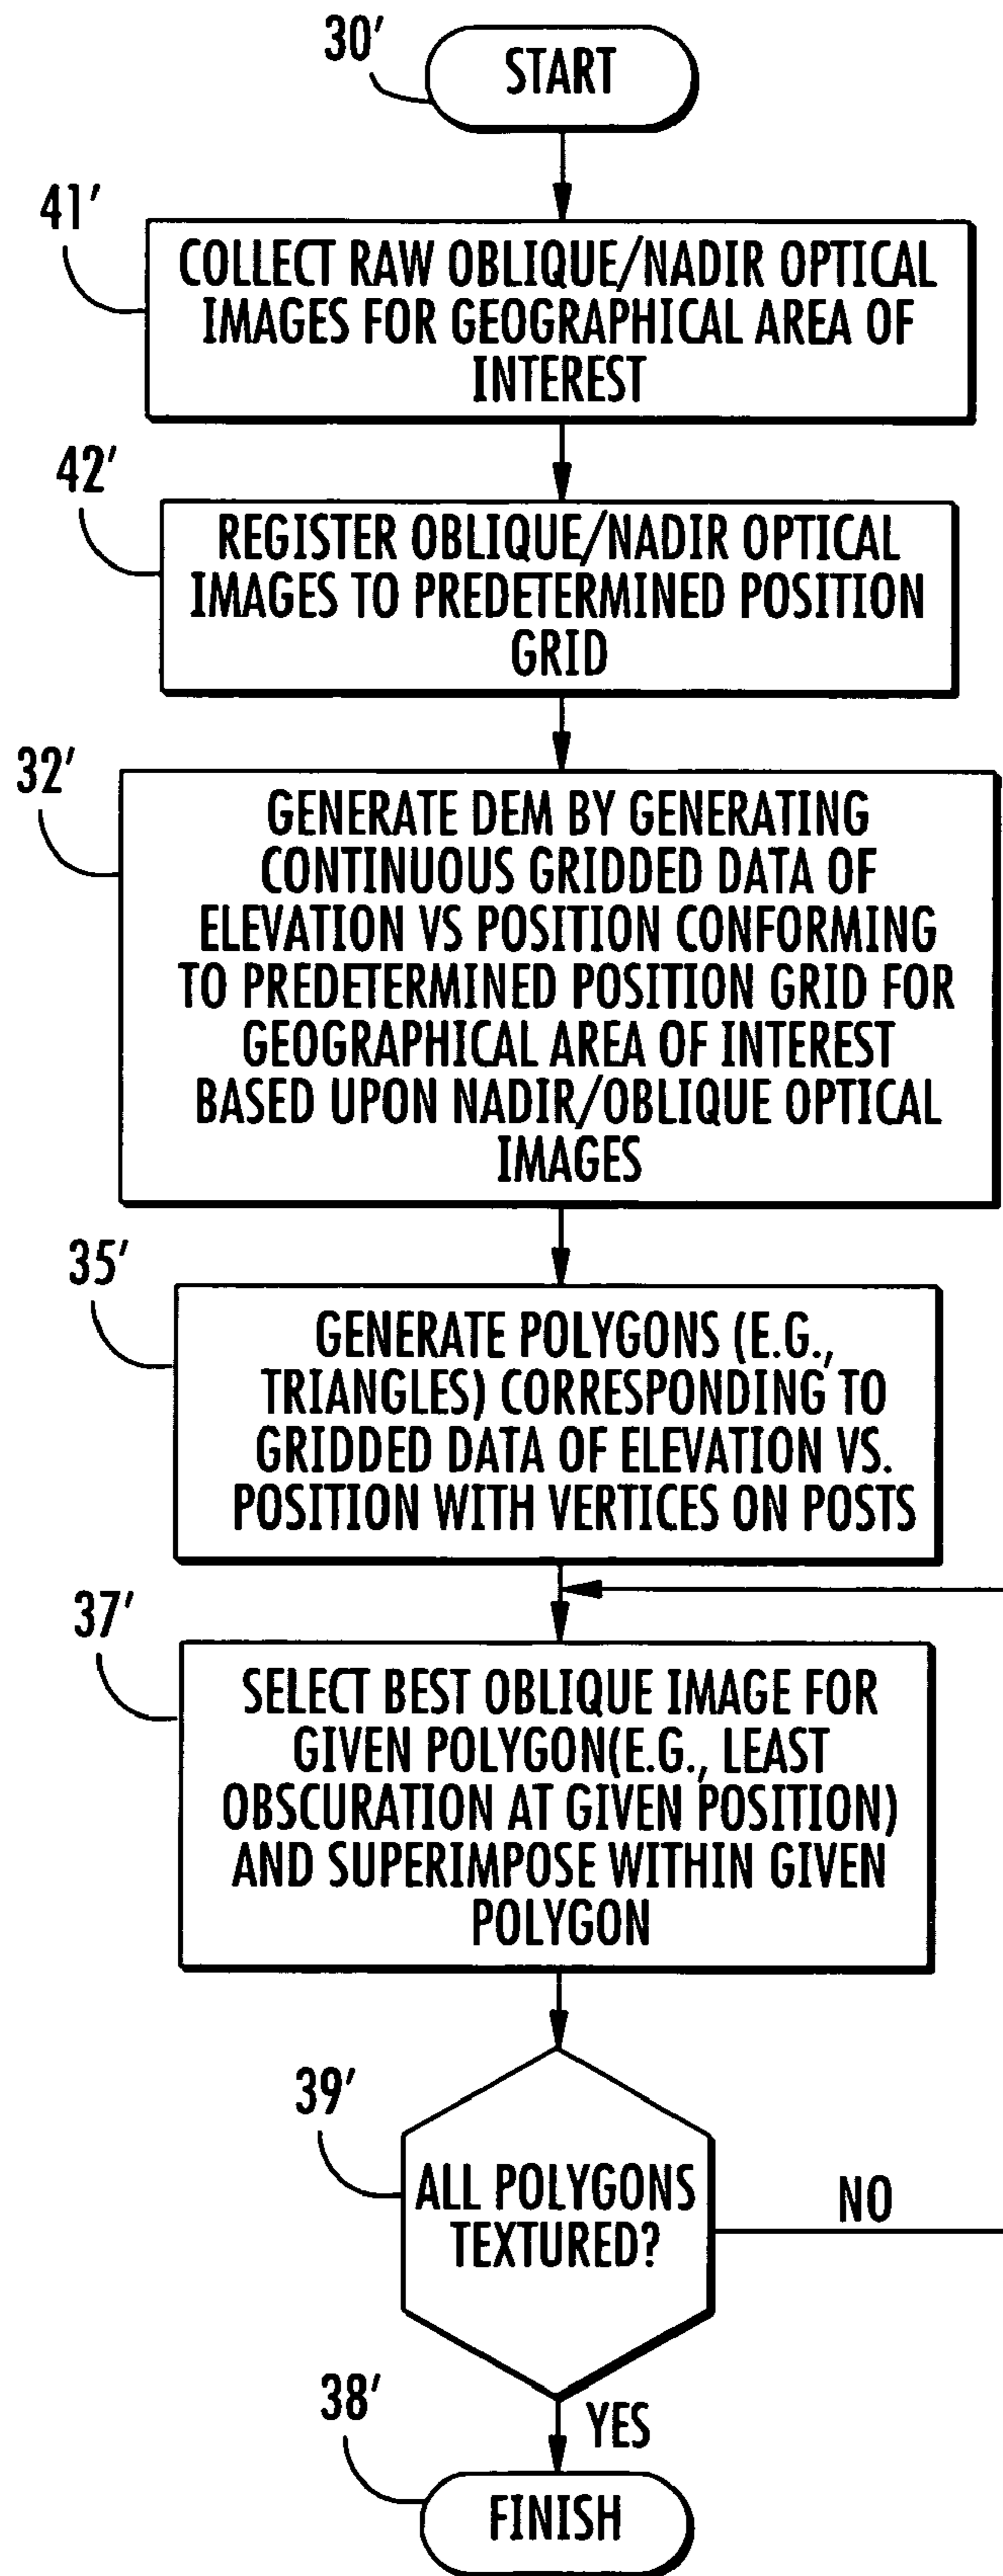 30′
START
41′
COLLECT RAW OBLIQUE/NADIR OPTICAL
IMAGES FOR GEOGRAPHICAL AREA OF
INTEREST
42′
REGISTER OBLIQUE/NADIR OPTICAL
IMAGES TO PREDETERMINED POSITION
GRID
32′
GENERATE DEM BY GENERATING
CONTINUOUS GRIDDED DATA OF
ELEVATION VS POSITION CONFORMING
TO PREDETERMINED POSITION GRID FOR
GEOGRAPHICAL AREA OF INTEREST
BASED UPON NADIR/OBLIQUE OPTICAL
IMAGES
35′
GENERATE POLYGONS (E.G.,
TRIANGLES) CORRESPONDING TO
GRIDDED DATA OF ELEVATION VS.
POSITION WITH VERTICES ON POSTS
37′
SELECT BEST OBLIQUE IMAGE FOR
GIVEN POLYGON(E.G., LEAST
OBSCURATION AT GIVEN POSITION)
AND SUPERIMPOSE WITHIN GIVEN
POLYGON
39′
ALL POLYGONS
TEXTURED?
NO
YES
38′
FINISH